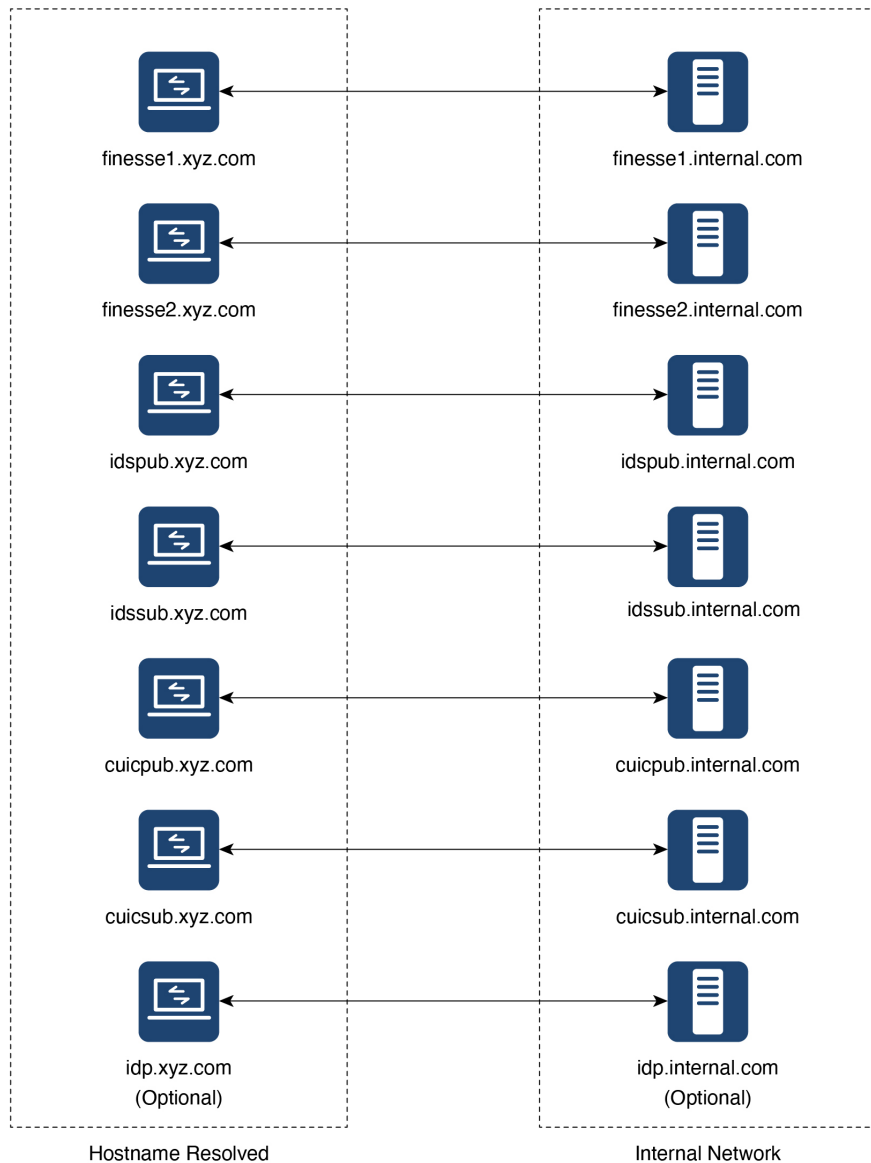 finesse1.xyz.com
finesse1.internal.com
finesse2.xyz.com
finesse2.internal.com
idspub.xyz.com
idspub.internal.com
idssub.xyz.com
idssub.internal.com
cuicpub.xyz.com
cuicpub.internal.com
cuicsub.xyz.com
cuicsub.internal.com
idp.xyz.com
(Optional)
idp.internal.com
(Optional)
Hostname Resolved
Internal Network